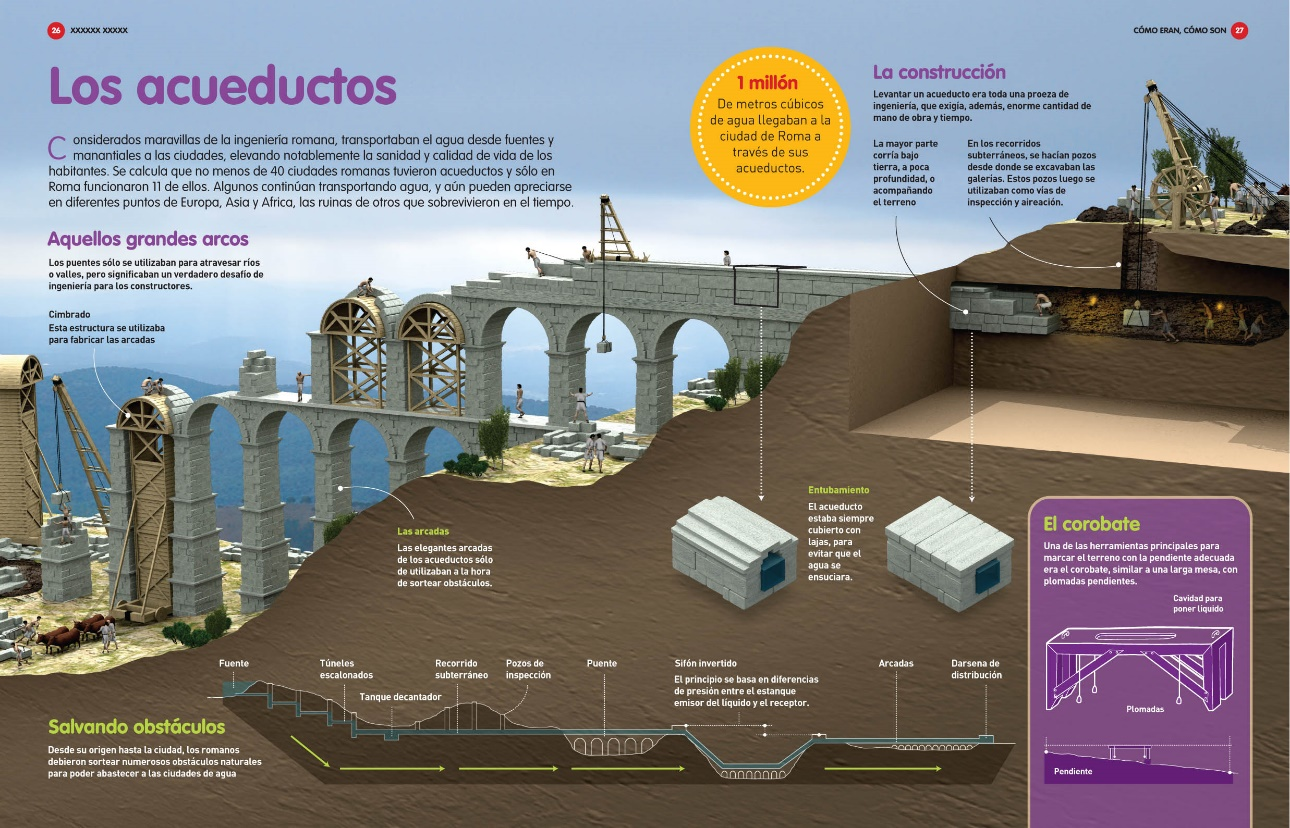 26 XXXXXX XXXXX
CÓMO ERAN, CÓMO SON 27
Los acueductos
Considerados maravillas de la ingeniería romana, transportaban el agua desde fuentes y
manantiales a las ciudades, elevando notablemente la sanidad y calidad de vida de los
habitantes. Se calcula que no menos de 40 ciudades romanas tuvieron acueductos y sólo en
Roma funcionaron 11 de ellos. Algunos continúan transportando agua, y aún pueden apreciarse
en diferentes puntos de Europa, Asia y Africa, las ruinas de otros que sobrevivieron en el tiempo.
Aquellos grandes arcos
Los puentes sólo se utilizaban para atravesar ríos
o valles, pero significaban un verdadero desafío de
ingeniería para los constructores.
Cimbrado
Esta estructura se utilizaba
para fabricar las arcadas
1 millón
De metros cúbicos
de agua llegaban a la
ciudad de Roma a
través de sus
acueductos.
La construcción
Levantar un acueducto era toda una proeza de
ingeniería, que exigía, además, enorme cantidad de
mano de obra y tiempo.
La mayor parte
corría bajo
tierra, a poca
profundidad, o
acompañando
el terreno
En los recorridos
subterráneos, se hacían pozos
desde donde se excavaban las
galerías. Estos pozos luego se
utilizaban como vías de
inspección y aireación.
Las arcadas
Las elegantes arcadas
de los acueductos sólo
de utilizaban a la hora
de sortear obstáculos.
Entubamiento
El acueducto
estaba siempre
cubierto con
lajas, para
evitar que el
agua se
ensuciara.
El corobate
Una de las herramientas principales para
marcar el terreno con la pendiente adecuada
era el corobate, similar a una larga mesa, con
plomadas pendientes.
Cavidad para
poner líquido
Plomadas
Pendiente
Salvando obstáculos
Desde su origen hasta la ciudad, los romanos
debieron sortear numerosos obstáculos naturales
para poder abastecer a las ciudades de agua
Fuente
Túneles
escalonados
Tanque decantador
Recorrido
subterráneo
Pozos de
inspección
Puente
Sifón invertido
El principio se basa en diferencias
de presión entre el estanque
emisor del líquido y el receptor.
Arcadas
Darsena de
distribución